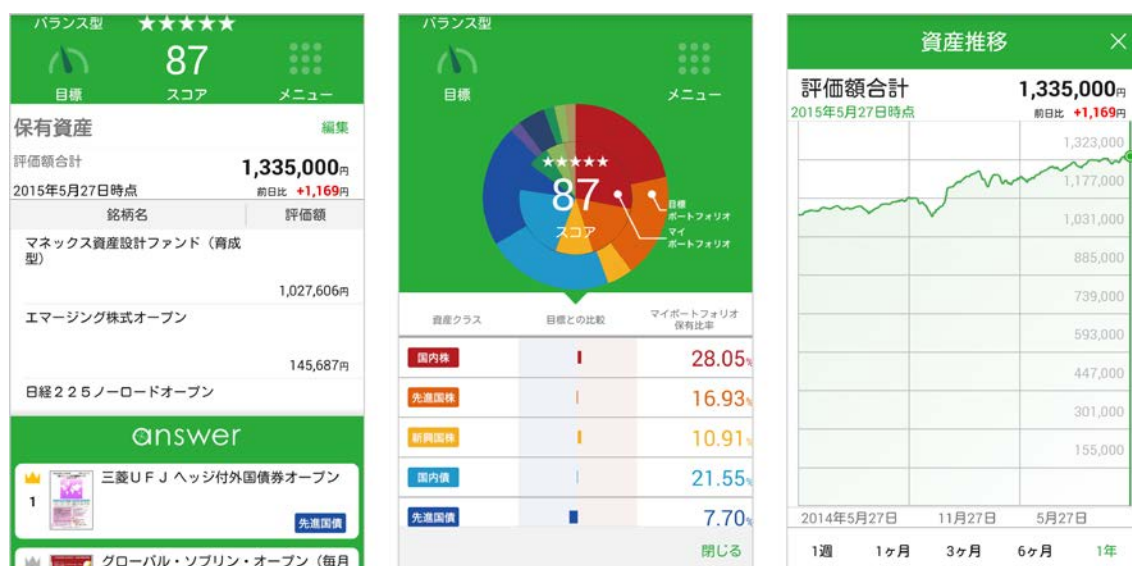 バランス型 ★★★★★
87
目標 スコア メニュー
保有資産 編集
評価額合計 1,335,000円
2015年5月27日時点 前日比 +1,169円
銘柄名 評価額
マネックス資産設計ファンド（育成
型）
1,027,606円
エマージング株式オープン
145,687円
日経２２５ノーロードオープン
answer
1 三菱ＵＦＪ ヘッジ付外国債券オープン
先進国債
グローバル・ソブリン・オープン（毎月
バランス型
目標 メニュー
★★★★★
87
スコア
目標
ポートフォリオ
マイ
ポートフォリオ
資産クラス 目標との比較 マイポートフォリオ
保有比率
国内株 28.05%
先進国株 16.93%
新興国株 10.91%
国内債 21.55%
先進国債 7.70%
閉じる
資産推移 ×
評価額合計 1,335,000円
2015年5月27日時点 前日比 +1,169円
1,323,000
1,177,000
1,031,000
885,000
739,000
593,000
447,000
301,000
155,000
2014年5月27日 11月27日 5月27日
1週 1ヶ月 3ヶ月 6ヶ月 1年